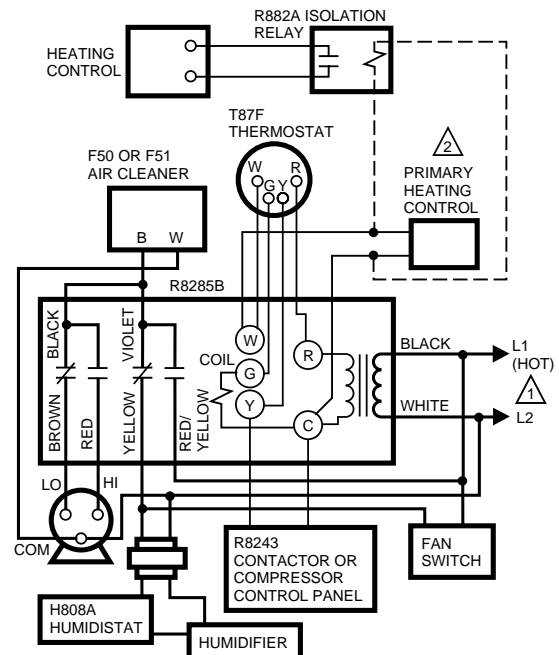 R882A ISOLATION
RELAY
HEATING
CONTROL
T87F
THERMOSTAT
W
R
G
Y
2
PRIMARY
HEATING
CONTROL
F50 OR F51
AIR CLEANER
B
W
R8285B
BLACK
VIOLET
BROWN
RED
YELLOW
RED/
YELLOW
COIL
W
G
Y
R
C
BLACK
WHITE
L1
(HOT)
1
L2
LO
HI
COM
R8243
CONTACTOR OR
COMPRESSOR
CONTROL PANEL
FAN
SWITCH
H808A
HUMIDISTAT
HUMIDIFIER